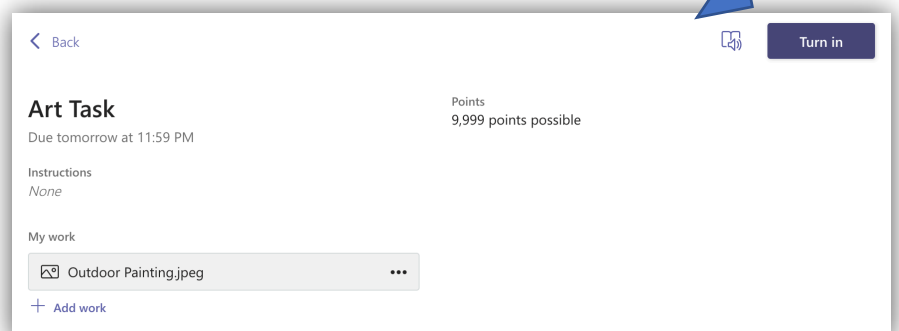 Back
Turn in
Art Task
Due tomorrow at 11:59 PM
Points
9,999 points possible
Instructions
None
My work
Outdoor Painting.jpeg
Add work